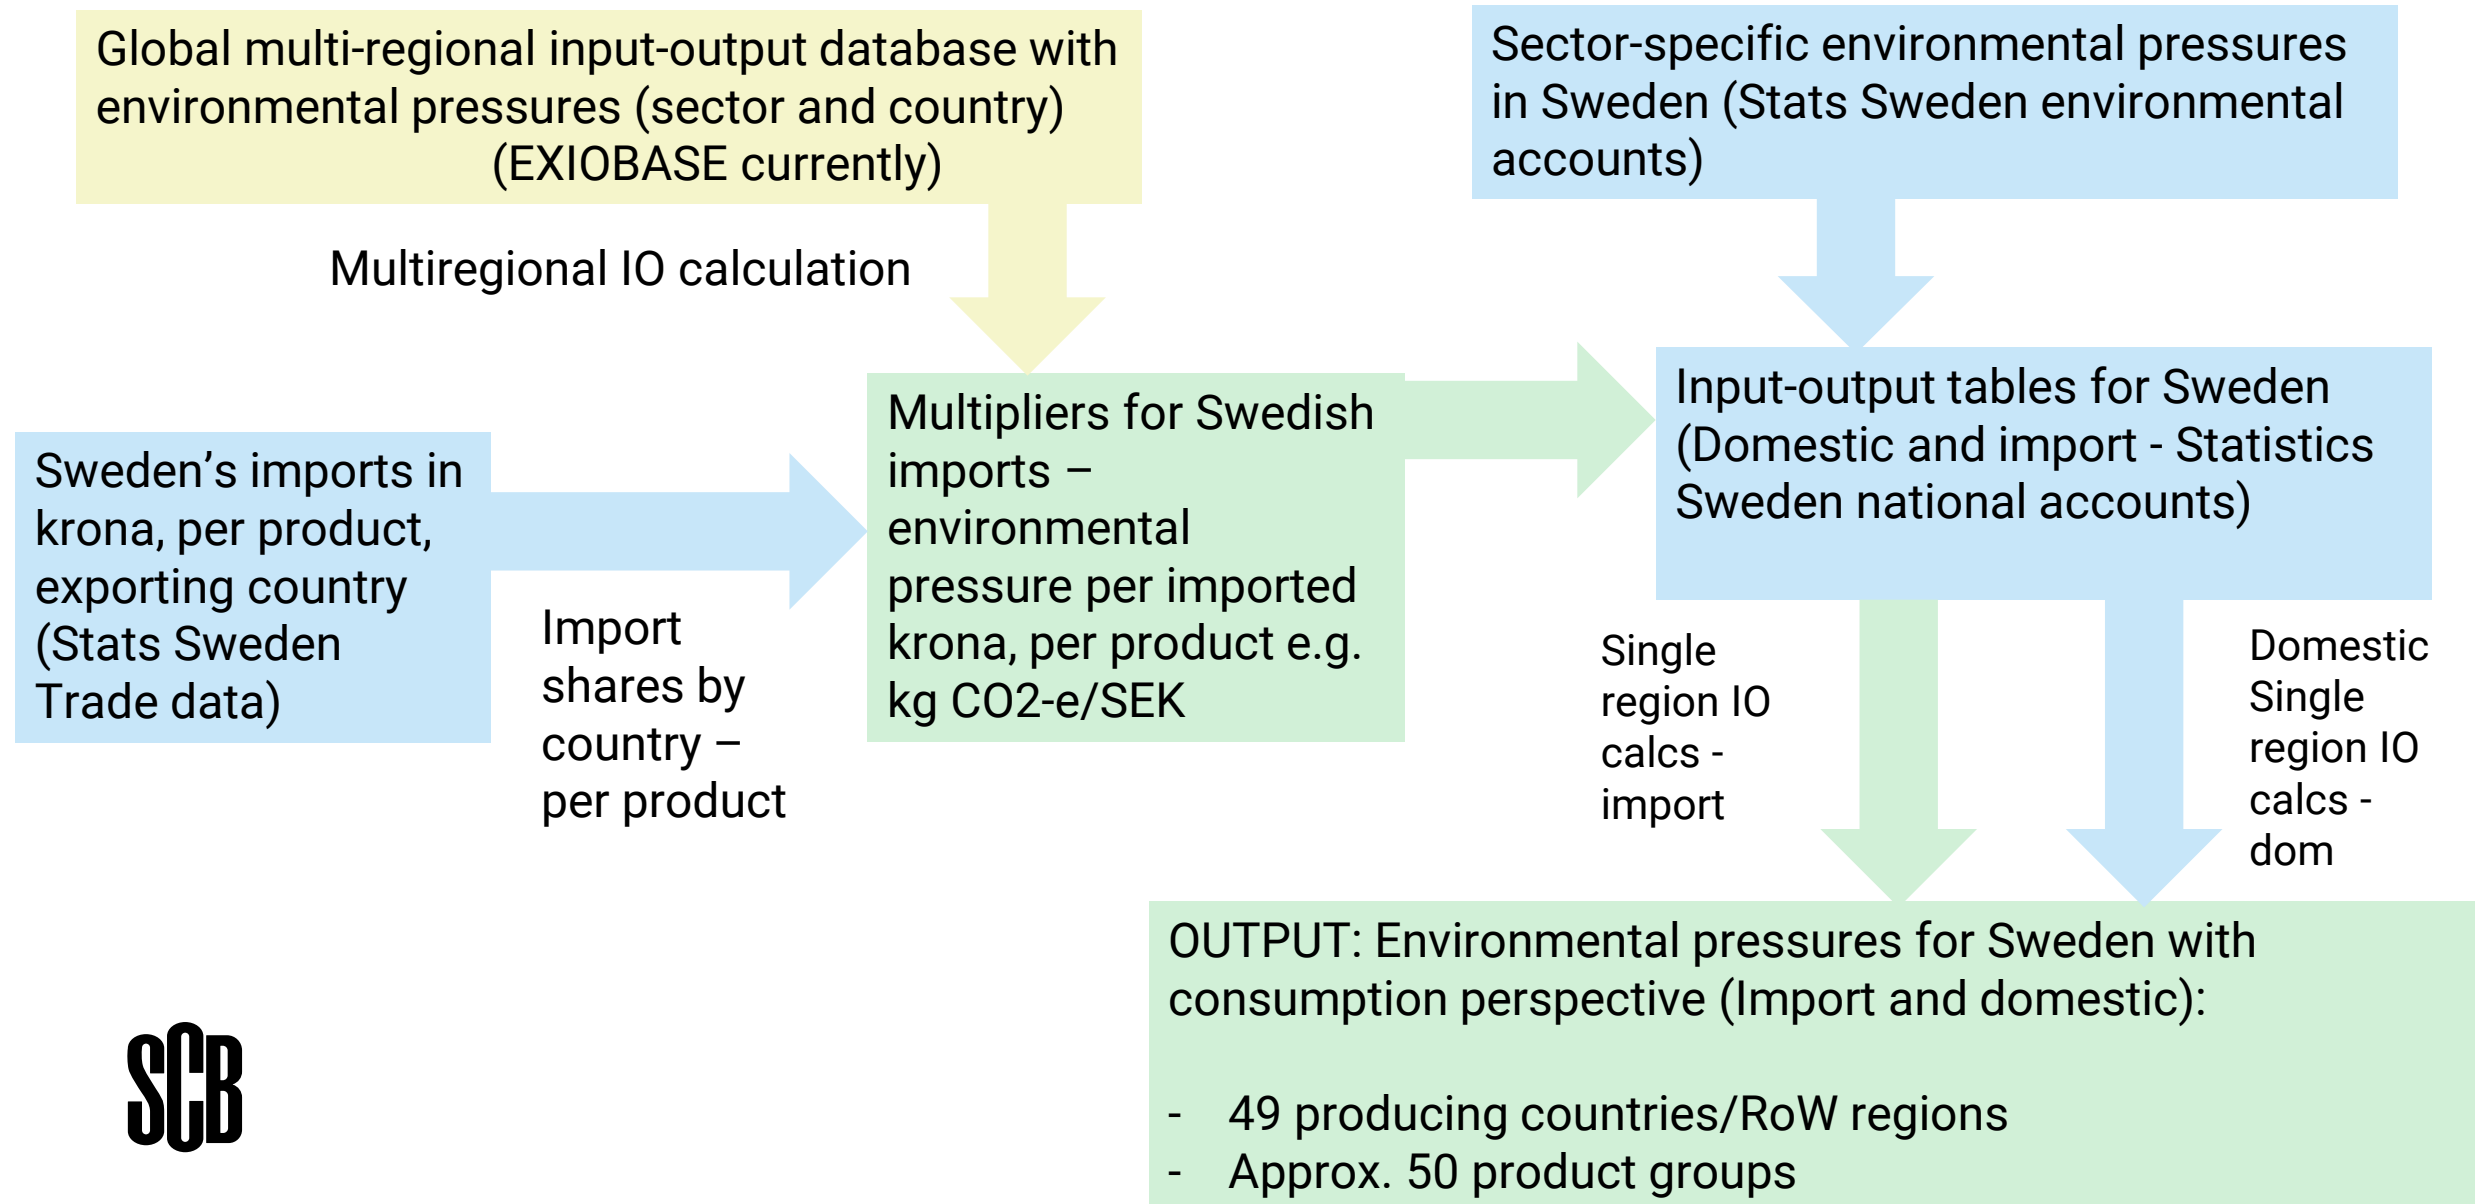 Global multi-regional input-output database with
environmental pressures (sector and country)
(EXIOBASE currently)
Sector-specific environmental pressures
in Sweden (Stats Sweden environmental
accounts)
Multiregional IO calculation
Sweden’s imports in
krona, per product,
exporting country
(Stats Sweden
Trade data)
Import
shares by
country –
per product
Multipliers for Swedish
imports –
environmental
pressure per imported
krona, per product e.g.
kg CO2-e/SEK
Input-output tables for Sweden
(Domestic and import - Statistics
Sweden national accounts)
Single
region IO
calcs -
import
Domestic
Single
region IO
calcs -
dom
OUTPUT: Environmental pressures for Sweden with
consumption perspective (Import and domestic):
- 49 producing countries/RoW regions
- Approx. 50 product groups
SCB